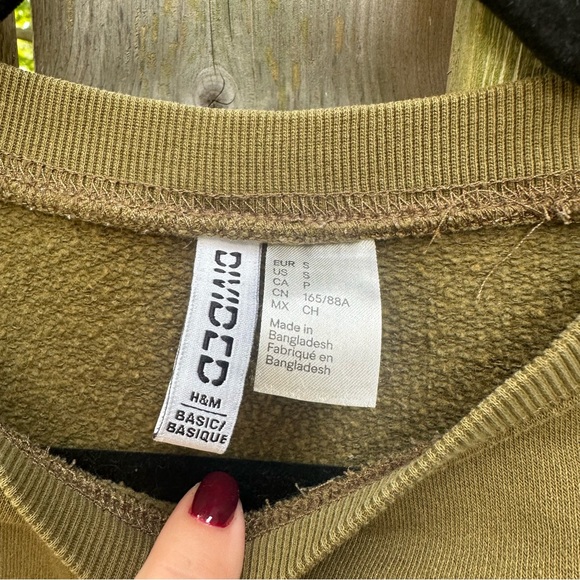 DIVIDED
H&M
BASIC/
BASIQUE
EUR S
US S
CA P
CN 165/88A
MX CH
Made in
Bangladesh
Fabriqué en
Bangladesh